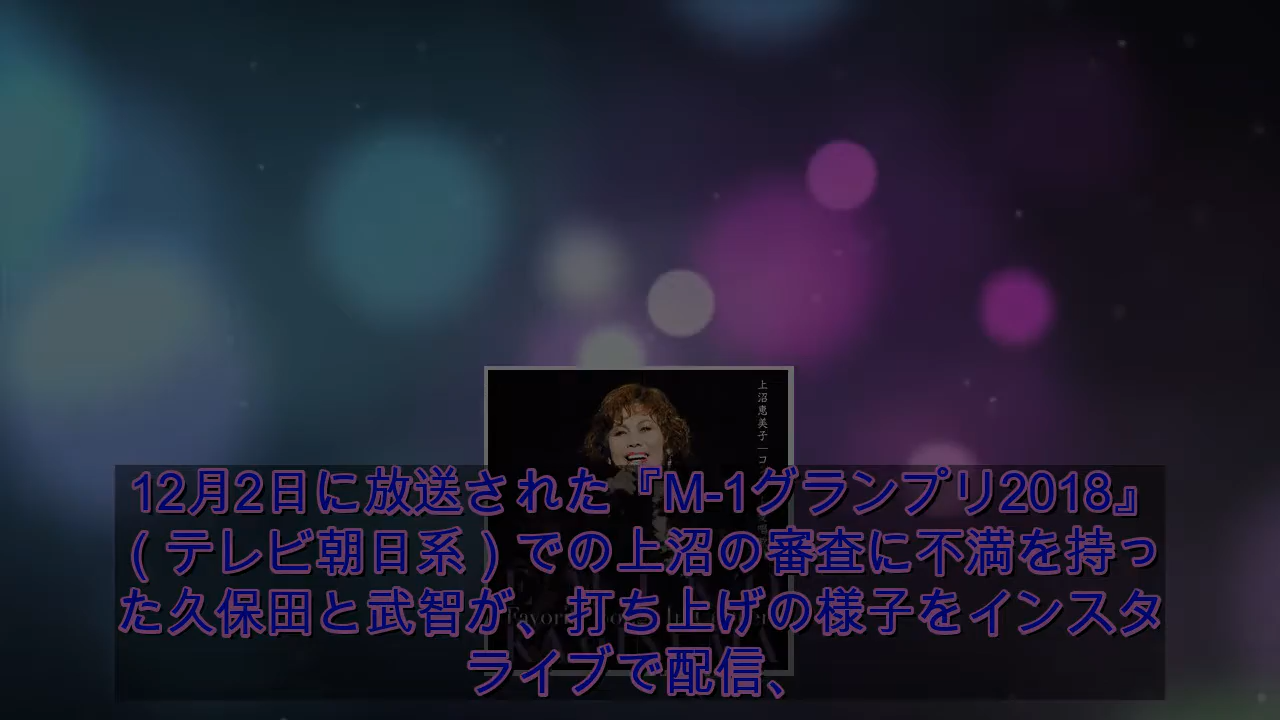 上沼恵美子
12月2日に放送された『M-1グランプリ2018』
(テレビ朝日系)での上沼の審査に不満を持っ
た久保田と武智が、打ち上げの様子をインスタ
ライブで配信、